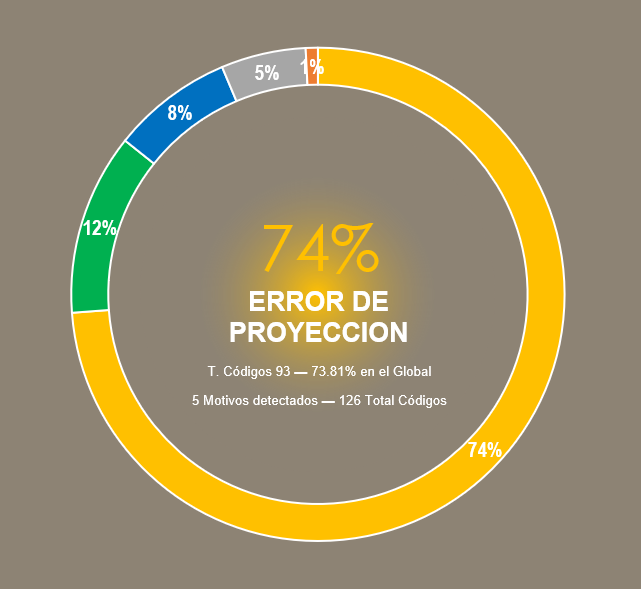 1%
5%
8%
12%
74%
ERROR DE
PROYECCION
T. Códigos 93 — 73.81% en el Global
5 Motivos detectados — 126 Total Códigos
74%